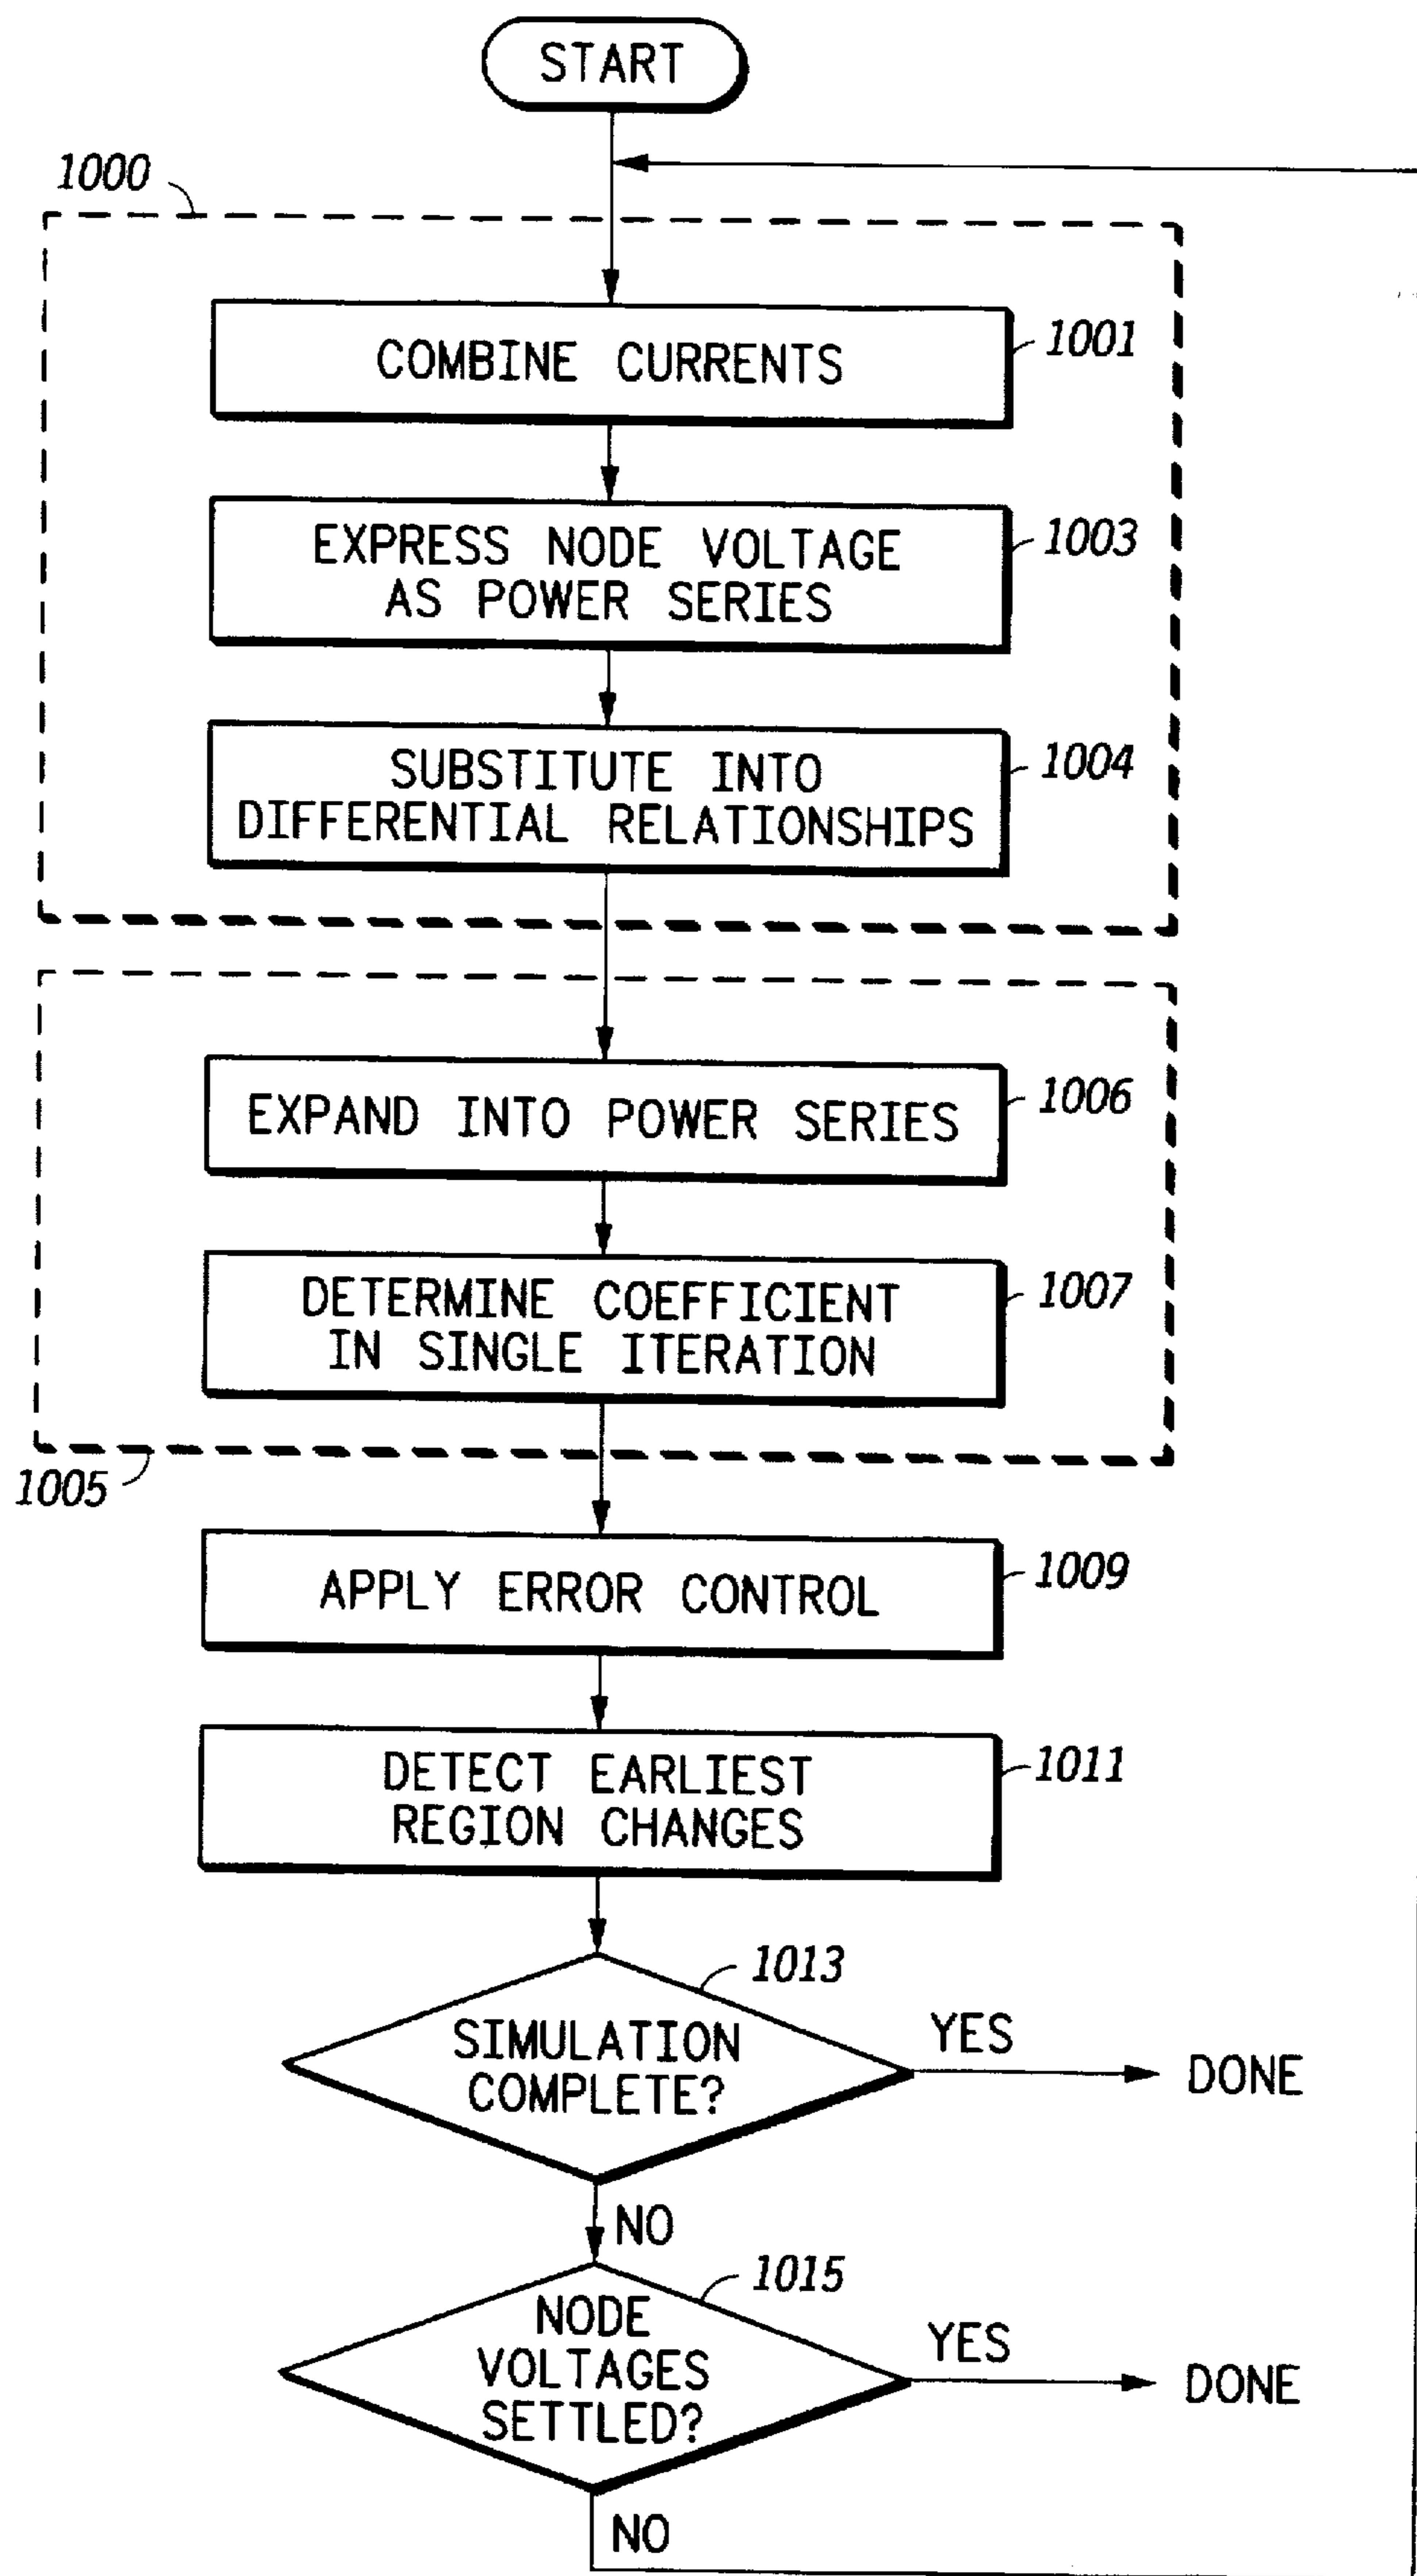 START
1000
COMBINE CURRENTS
1001
EXPRESS NODE VOLTAGE
AS POWER SERIES
1003
SUBSTITUTE INTO
DIFFERENTIAL RELATIONSHIPS
1004
EXPAND INTO POWER SERIES
1006
DETERMINE COEFFICIENT
IN SINGLE ITERATION
1007
1005
APPLY ERROR CONTROL
1009
DETECT EARLIEST
REGION CHANGES
1011
1013
SIMULATION
COMPLETE?
YES
DONE
NO
1015
NODE
VOLTAGES
SETTLED?
YES
DONE
NO